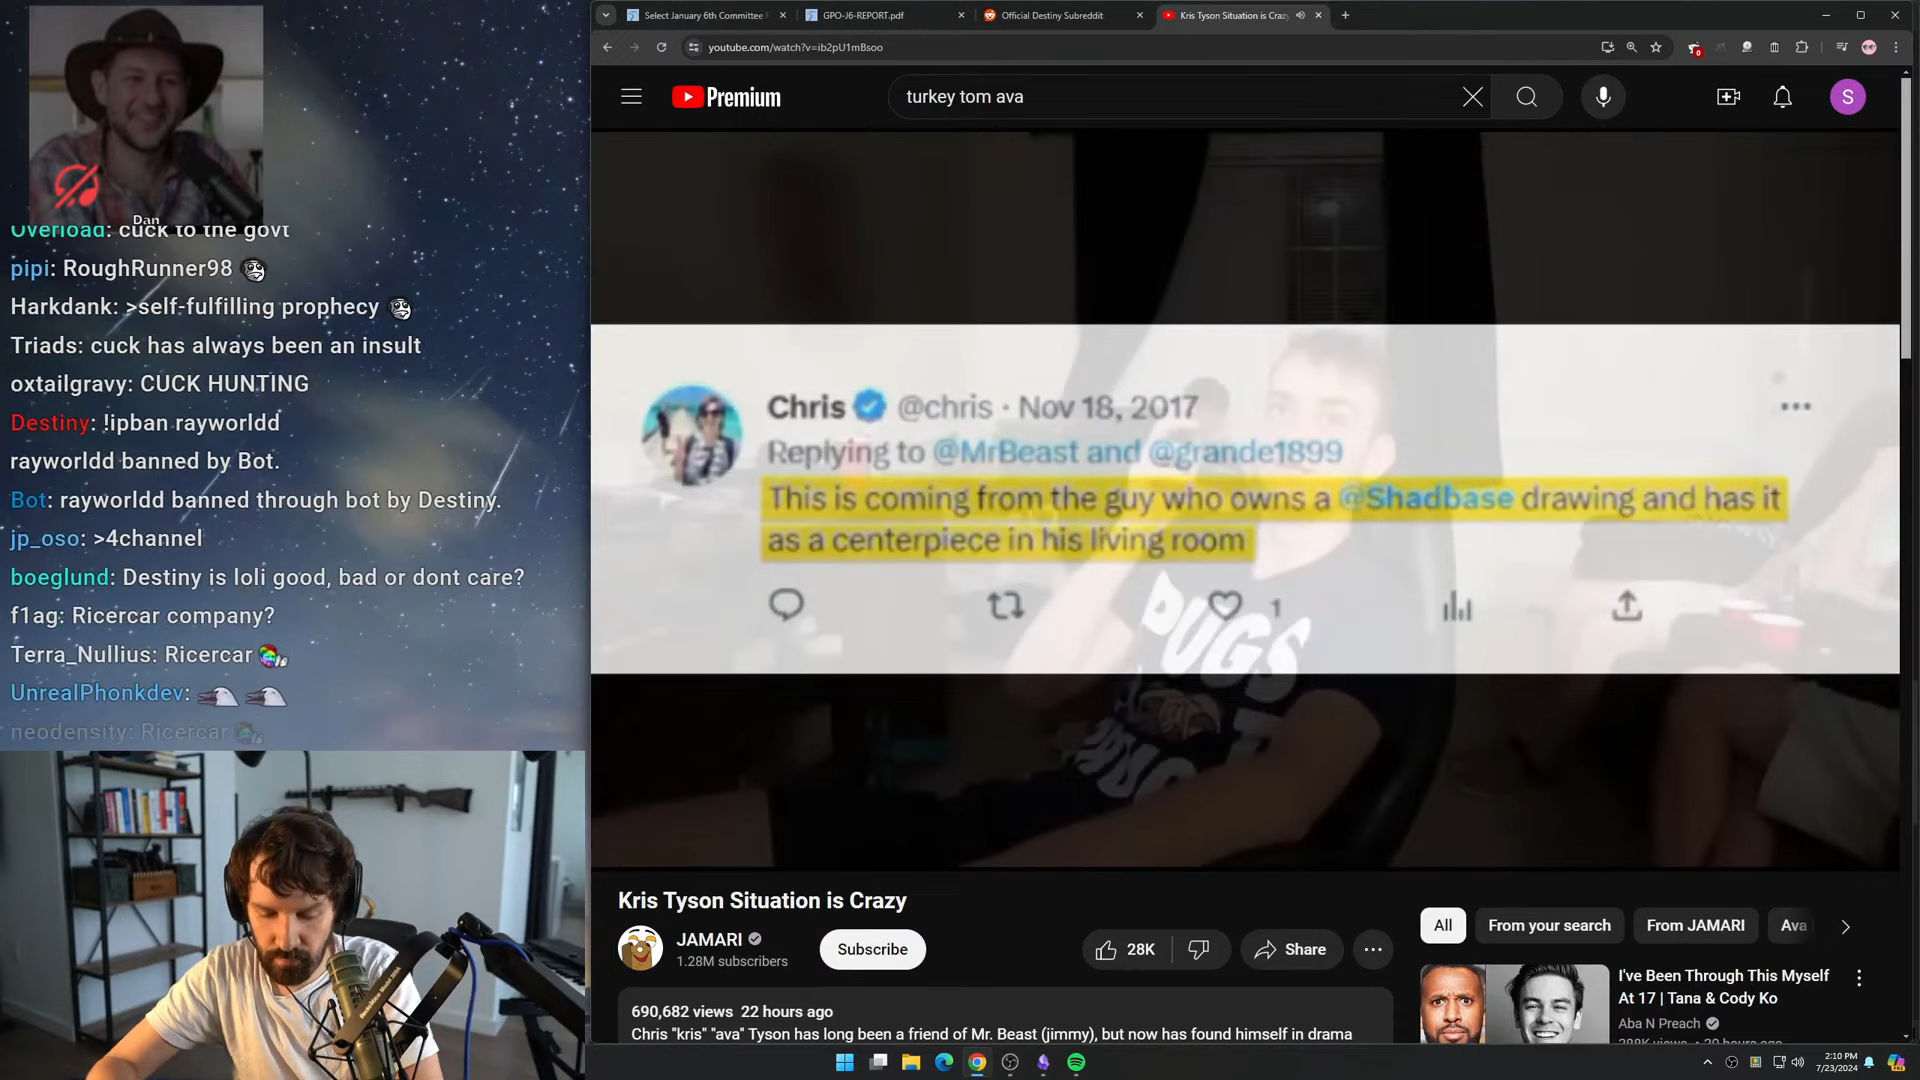 Select January 6th Committee
GPO-J6-REPORT.pdf
Official Destiny Subreddit
Kris Tyson Situation is Crazy
youtube.com/watch?v=ib2pU1mBsoo
0
Premium
turkey tom ava
S
Dan
Overload: cuck to the govt
pipi: RoughRunner98
Harkdank: >self-fulfilling prophecy
Triads: cuck has always been an insult
oxtailgravy: CUCK HUNTING
Destiny: !ipban rayworldd
rayworldd banned by Bot.
Bot: rayworldd banned through bot by Destiny.
jp_oso: >4channel
boeglund: Destiny is loli good, bad or dont care?
f1ag: Ricercar company?
Terra_Nullius: Ricercar
UnrealPhonkdev:
neodensity: Ricercar
Chris @chris · Nov 18, 2017
Replying to @MrBeast and @grande1899
This is coming from the guy who owns a @Shadbase drawing and has it
as a centerpiece in his living room
1
Kris Tyson Situation is Crazy
JAMARI
1.28M subscribers
Subscribe
28K
Share
690,682 views 22 hours ago
Chris "kris" "ava" Tyson has long been a friend of Mr. Beast (jimmy), but now has found himself in drama
All
From your search
From JAMARI
Ava
I've Been Through This Myself
At 17 | Tana & Cody Ko
Aba N Preach
2:10 PM
7/23/2024